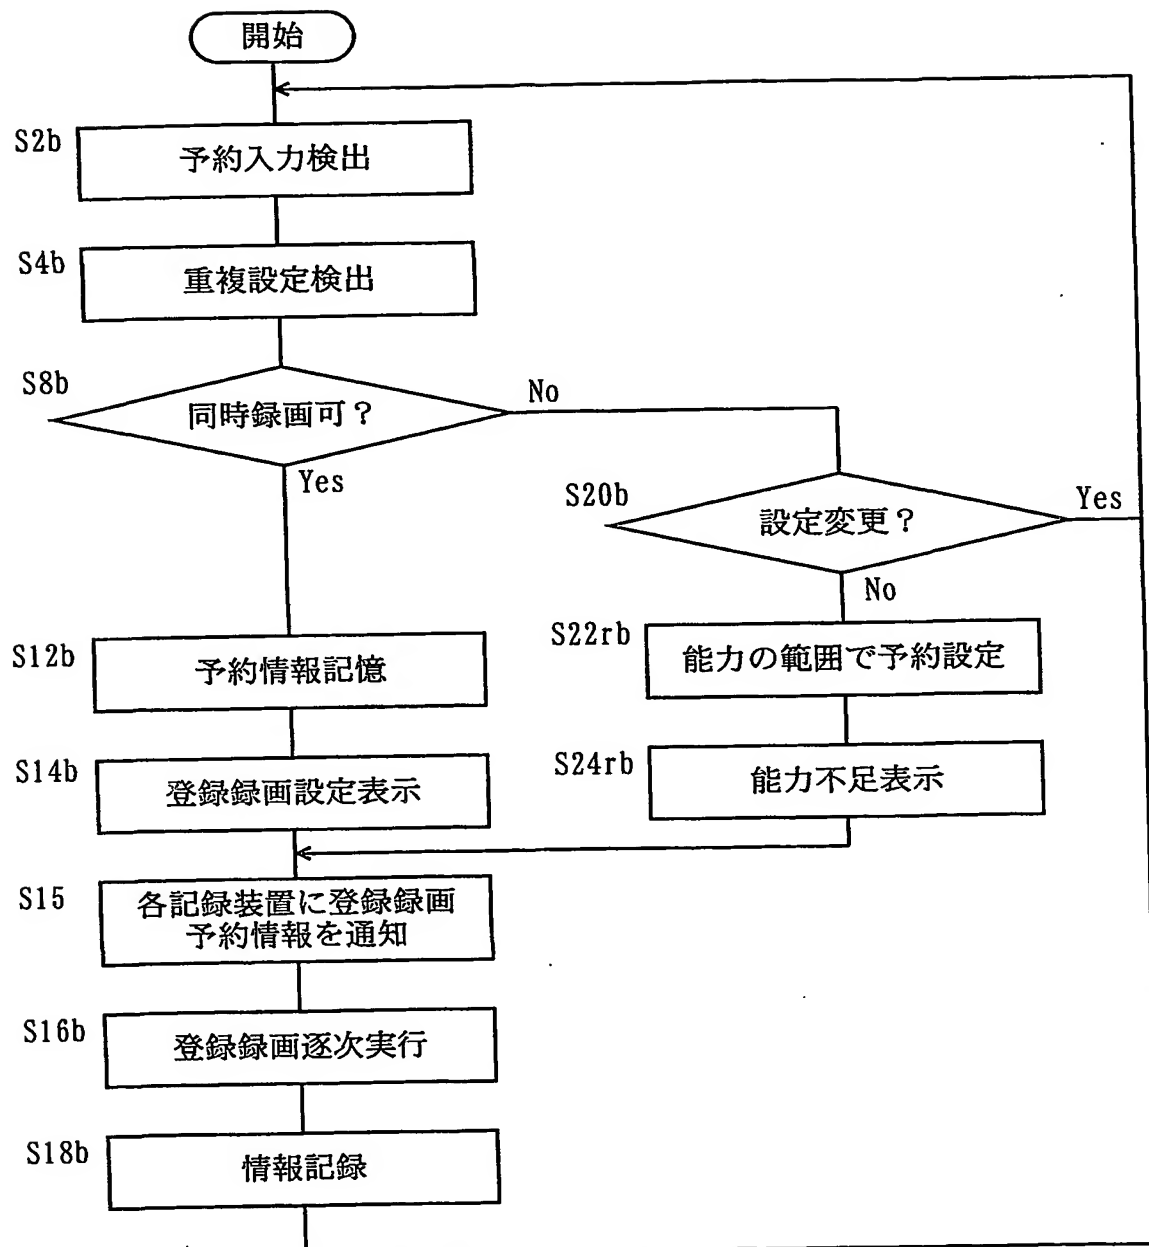 開始
S2b
予約入力検出
S4b
重複設定検出
S8b
同時録画可？
No
Yes
S20b
設定変更？
Yes
No
S12b
予約情報記憶
S22rb
能力の範囲で予約設定
S14b
登録録画設定表示
S24rb
能力不足表示
S15
各記録装置に登録録画
予約情報を通知
S16b
登録録画逐次実行
S18b
情報記録